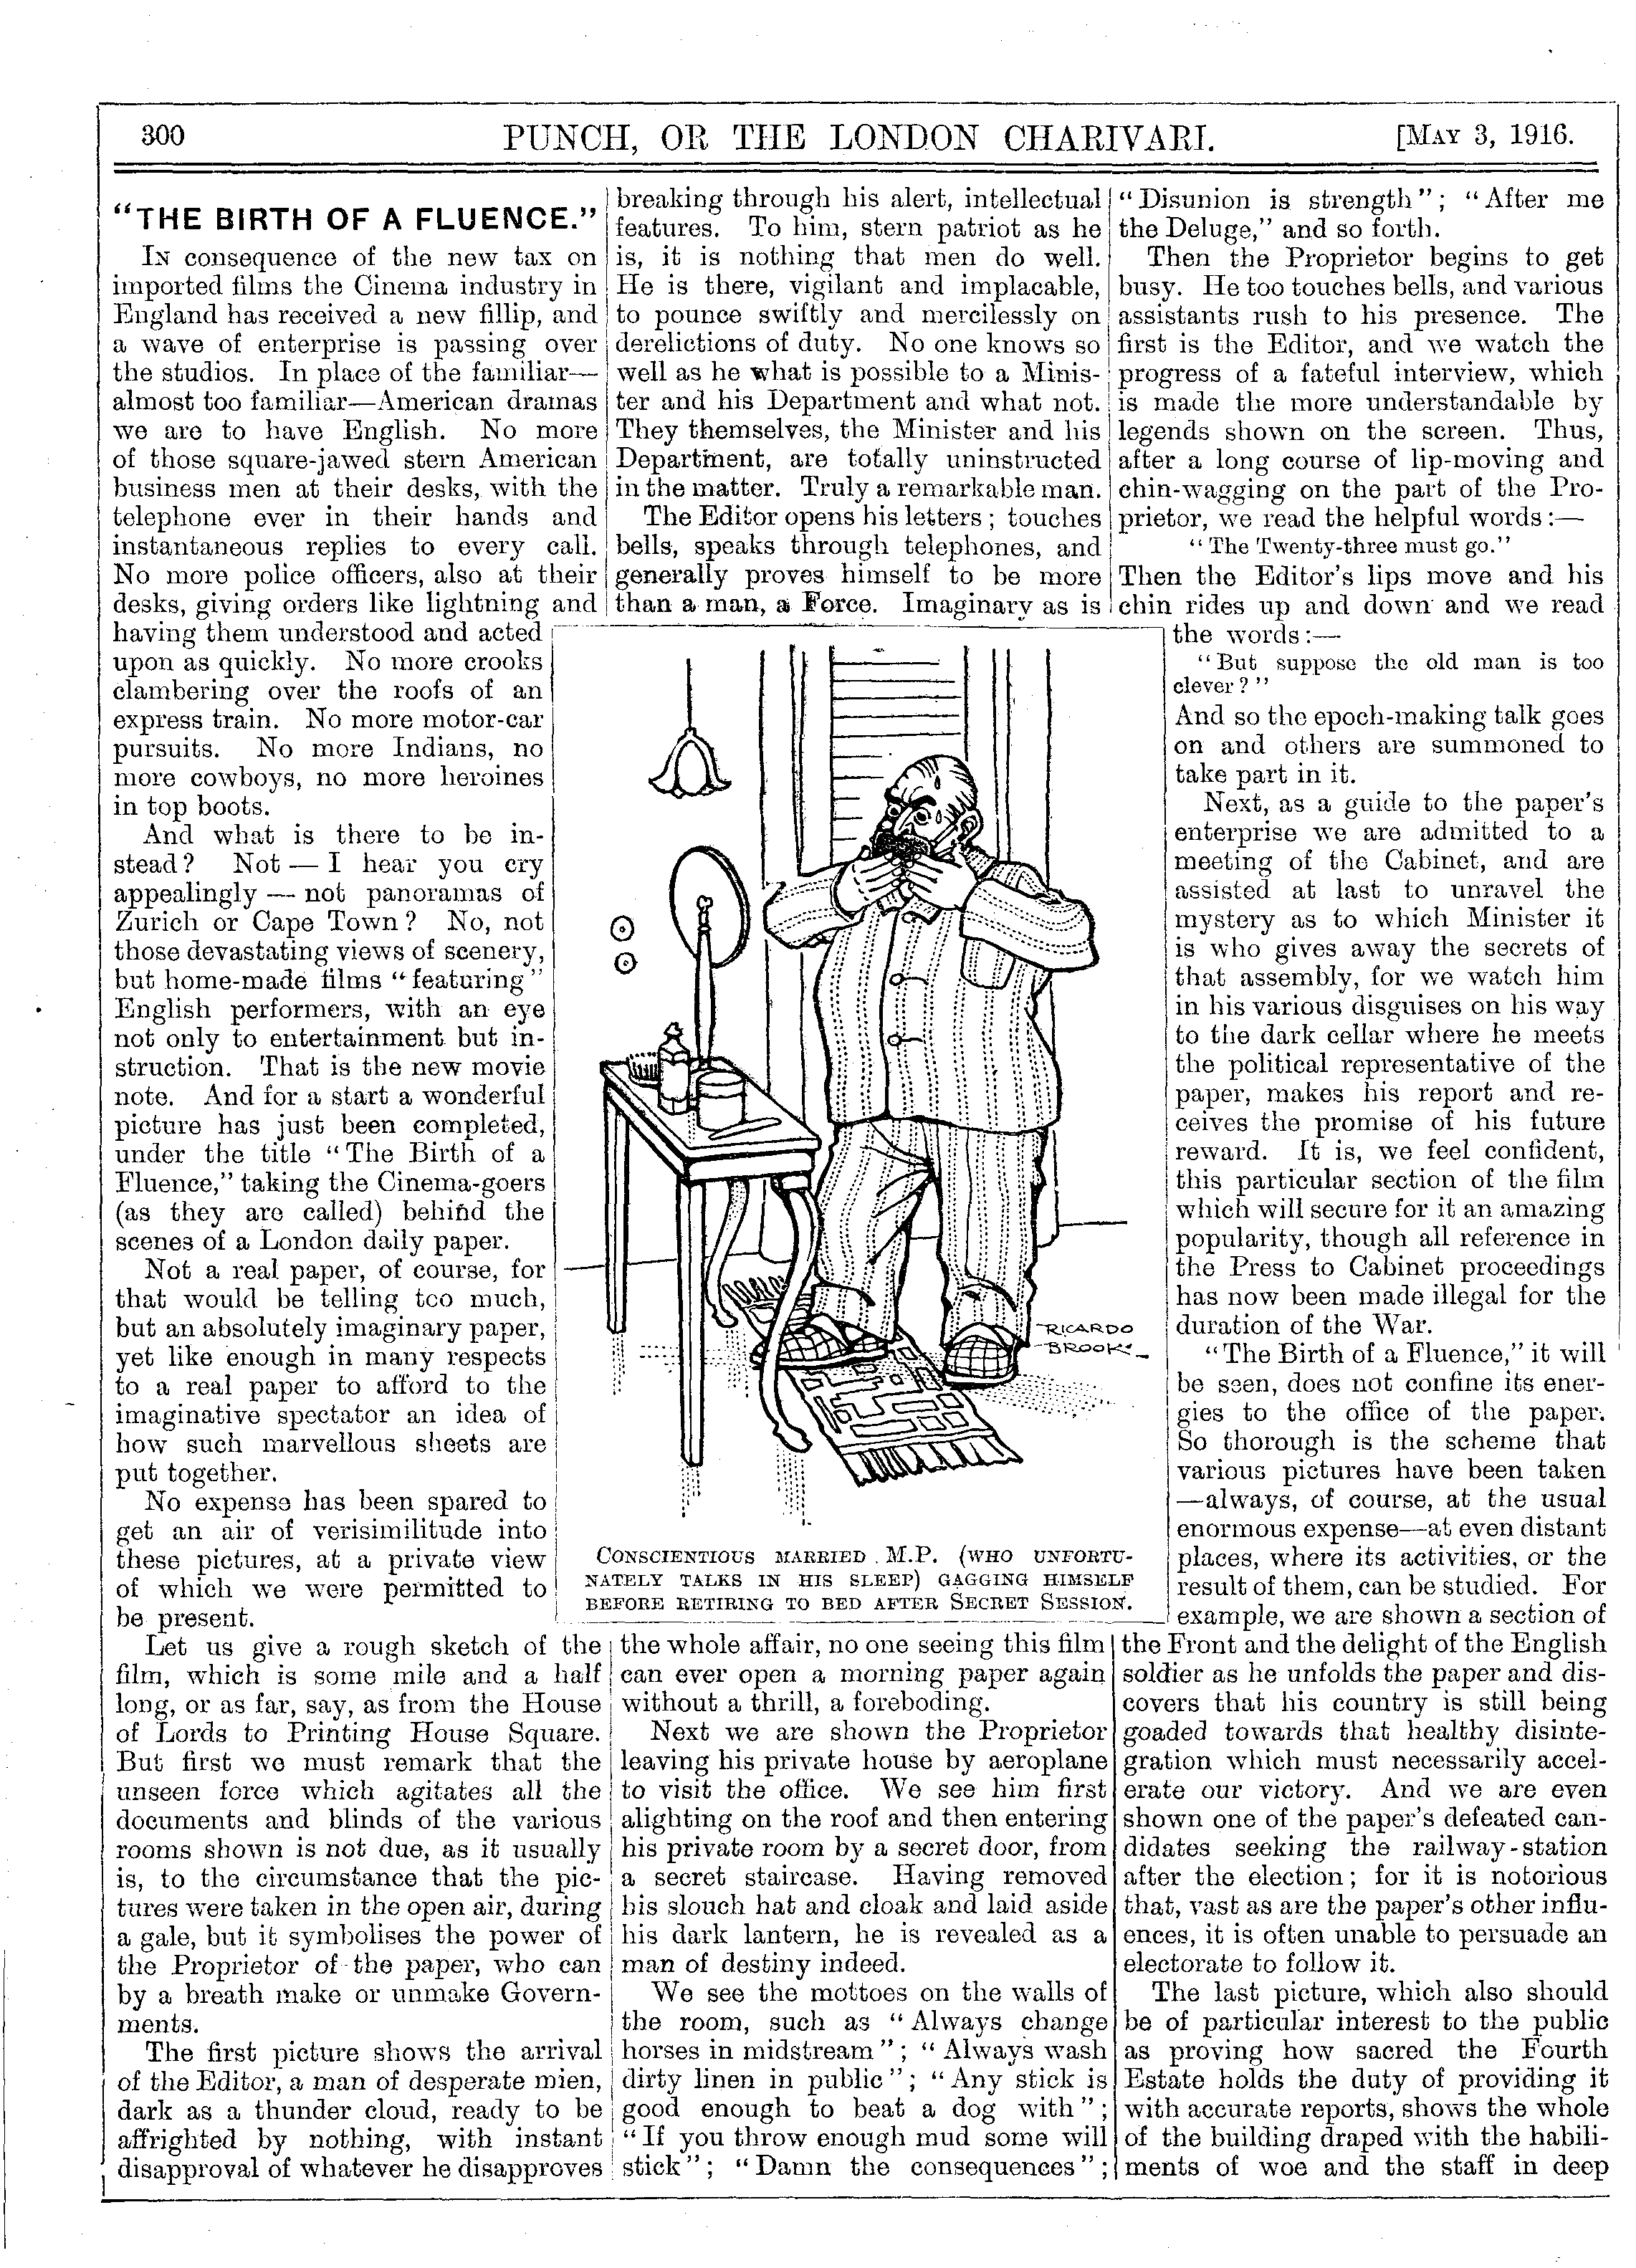 300
PUNCH, OR THE LONDON CHARIVARI.
[MAY 3, 1916.
"THE BIRTH OF A FLUENCE."
IN consequence of the new tax on
imported films the Cinema industry in
England has received a new fillip, and
a wave of enterprise is passing over
the studios. In place of the familiar—
almost too familiar—American dramas
we are to have English. No more
of those square-jawed stern American
business men at their desks, with the
telephone ever in their hands and
instantaneous replies to every call.
No more police officers, also at their
desks, giving orders like lightning and
having them understood and acted
upon as quickly. No more crooks
clambering over the roofs of an
express train. No more motor-car
pursuits. No more Indians, no
more cowboys, no more heroines
in top boots.
And what is there to be in-
stead? Not — I hear you cry
appealingly — not panoramas of
Zurich or Cape Town? No, not
those devastating views of scenery,
but home-made films "featuring"
English performers, with an eye
not only to entertainment but in-
struction. That is the new movie
note. And for a start a wonderful
picture has just been completed,
under the title "The Birth of a
Fluence," taking the Cinema-goers
(as they are called) behind the
scenes of a London daily paper.
Not a real paper, of course, for
that would be telling too much,
but an absolutely imaginary paper,
yet like enough in many respects
to a real paper to afford to the
imaginative spectator an idea of
how such marvellous sheets are
put together.
No expense has been spared to
get an air of verisimilitude into
these pictures, at a private view
of which we were permitted to
be present.
Let us give a rough sketch of the
film, which is some mile and a half
long, or as far, say, as from the House
of Lords to Printing House Square.
But first we must remark that the
unseen force which agitates all the
documents and blinds of the various
rooms shown is not due, as it usually
is, to the circumstance that the pic-
tures were taken in the open air, during
a gale, but it symbolises the power of
the Proprietor of the paper, who can
by a breath make or unmake Govern-
ments.
The first picture shows the arrival
of the Editor, a man of desperate mien,
dark as a thunder cloud, ready to be
affrighted by nothing, with instant
disapproval of whatever he disapproves
breaking through his alert, intellectual
features. To him, stern patriot as he
is, it is nothing that men do well.
He is there, vigilant and implacable,
to pounce swiftly and mercilessly on
derelictions of duty. No one knows so
well as he what is possible to a Minis-
ter and his Department and what not.
They themselves, the Minister and his
Department, are totally uninstructed
in the matter. Truly a remarkable man.
The Editor opens his letters; touches
bells, speaks through telephones, and
generally proves himself to be more
than a man, a Force. Imaginary as is
RICARDO
BROOK
CONSCIENTIOUS MARRIED M.P. (WHO UNFORTU-
NATELY TALKS IN HIS SLEEP) GAGGING HIMSELF
BEFORE RETIRING TO BED AFTER SECRET SESSION.
the whole affair, no one seeing this film
can ever open a morning paper again
without a thrill, a foreboding.
Next we are shown the Proprietor
leaving his private house by aeroplane
to visit the office. We see him first
alighting on the roof and then entering
his private room by a secret door, from
a secret staircase. Having removed
his slouch hat and cloak and laid aside
his dark lantern, he is revealed as a
man of destiny indeed.
We see the mottoes on the walls of
the room, such as "Always change
horses in midstream"; "Always wash
dirty linen in public"; "Any stick is
good enough to beat a dog with";
"If you throw enough mud some will
stick"; "Damn the consequences";
"Disunion is strength"; "After me
the Deluge," and so forth.
Then the Proprietor begins to get
busy. He too touches bells, and various
assistants rush to his presence. The
first is the Editor, and we watch the
progress of a fateful interview, which
is made the more understandable by
legends shown on the screen. Thus,
after a long course of lip-moving and
chin-wagging on the part of the Pro-
prietor, we read the helpful words:—
"The Twenty-three must go."
Then the Editor's lips move and his
chin rides up and down and we read
the words:—
"But suppose the old man is too
clever?"
And so the epoch-making talk goes
on and others are summoned to
take part in it.
Next, as a guide to the paper's
enterprise we are admitted to a
meeting of the Cabinet, and are
assisted at last to unravel the
mystery as to which Minister it
is who gives away the secrets of
that assembly, for we watch him
in his various disguises on his way
to the dark cellar where he meets
the political representative of the
paper, makes his report and re-
ceives the promise of his future
reward. It is, we feel confident,
this particular section of the film
which will secure for it an amazing
popularity, though all reference in
the Press to Cabinet proceedings
has now been made illegal for the
duration of the War.
"The Birth of a Fluence," it will
be seen, does not confine its ener-
gies to the office of the paper.
So thorough is the scheme that
various pictures have been taken
—always, of course, at the usual
enormous expense—at even distant
places, where its activities, or the
result of them, can be studied. For
example, we are shown a section of
the Front and the delight of the English
soldier as he unfolds the paper and dis-
covers that his country is still being
goaded towards that healthy disinte-
gration which must necessarily accel-
erate our victory. And we are even
shown one of the paper's defeated can-
didates seeking the railway-station
after the election; for it is notorious
that, vast as are the paper's other influ-
ences, it is often unable to persuade an
electorate to follow it.
The last picture, which also should
be of particular interest to the public
as proving how sacred the Fourth
Estate holds the duty of providing it
with accurate reports, shows the whole
of the building draped with the habili-
ments of woe and the staff in deep